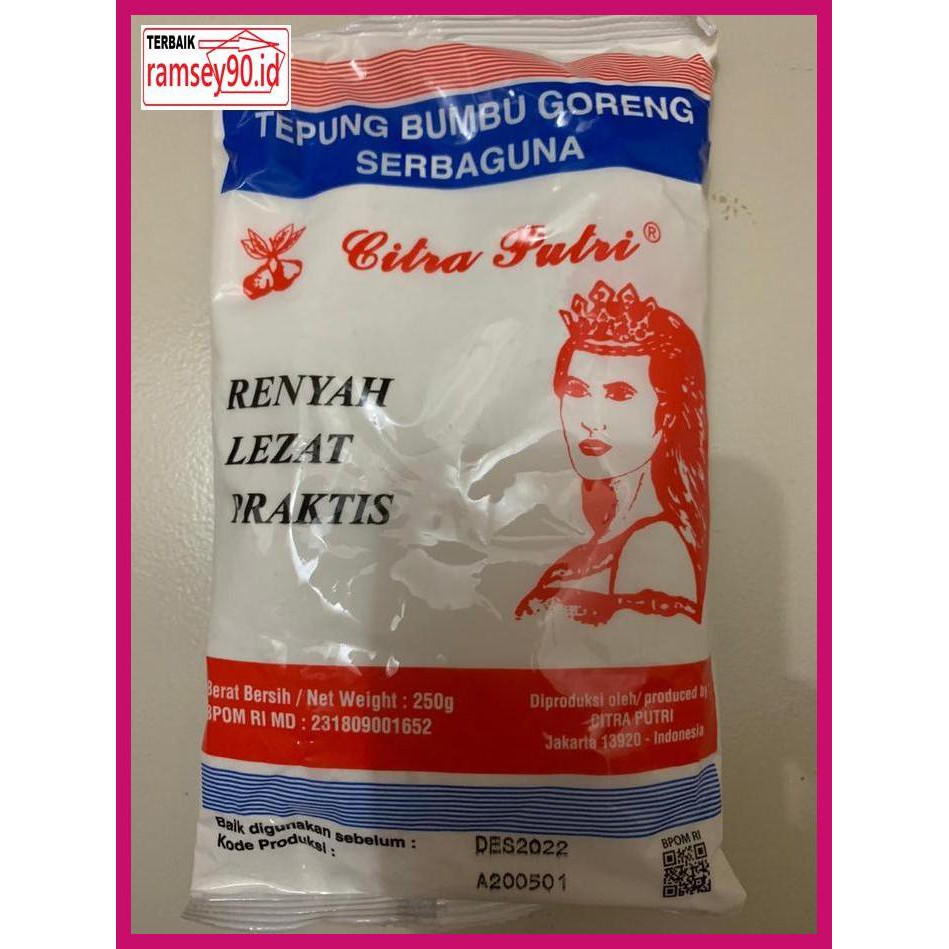 TERBAIK
ramsey90.id
TEPUNG BUMBU GORENG
SERBAGUNA
Citra Putri®
RENYAH
LEZAT
PRAKTIS
Berat Bersih / Net Weight : 250g
BPOM RI MD : 231809001652
Diproduksi oleh/ produced by
CITRA PUTRI
Jakarta 13920 - Indonesia
Baik digunakan sebelum : DES2022
Kode Produksi : A200501
BPOM RI